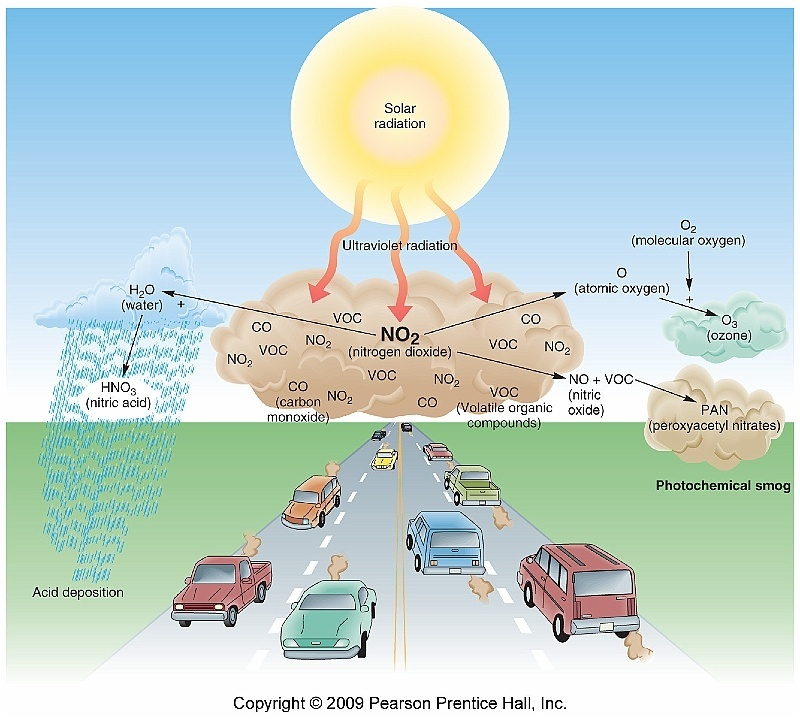 Solar
radiation
Ultraviolet radiation
O₂
(molecular oxygen)
O
(atomic oxygen)
+
O₃
(ozone)
H₂O
(water) +
HNO₃
(nitric acid)
Acid deposition
CO
VOC
NO₂
NO₂
VOC
NO₂
(nitrogen dioxide)
CO
VOC
NO₂
VOC
NO₂
CO
(carbon
monoxide)
NO₂
CO
VOC
(Volatile organic
compounds)
NO + VOC
(nitric
oxide)
PAN
(peroxyacetyl nitrates)
Photochemical smog
Copyright © 2009 Pearson Prentice Hall, Inc.